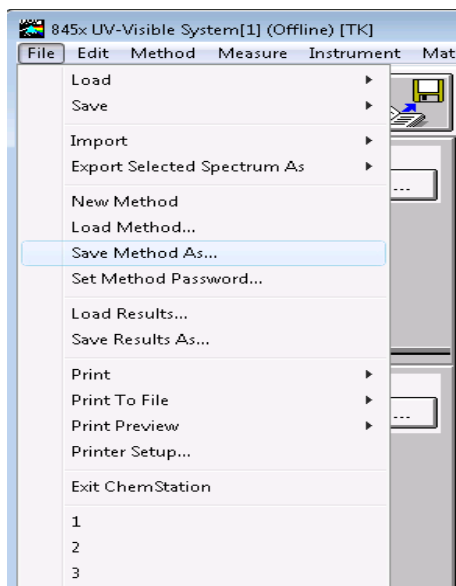 845x UV-Visible System[1] (Offline) [TK]
File Edit Method Measure Instrument Mat
Load
Save
Import
Export Selected Spectrum As
New Method
Load Method...
Save Method As...
Set Method Password...
Load Results...
Save Results As...
Print
Print To File
Print Preview
Printer Setup...
Exit ChemStation
1
2
3
...
...